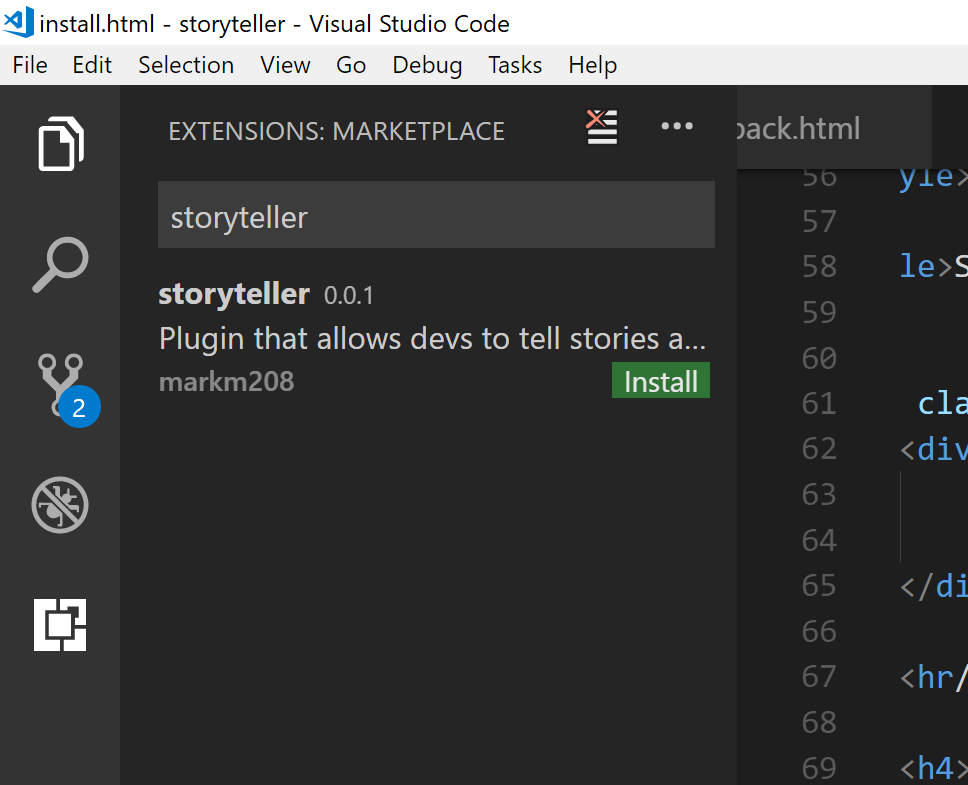 install.html - storyteller - Visual Studio Code
File Edit Selection View Go Debug Tasks Help
EXTENSIONS: MARKETPLACE
storyteller
storyteller 0.0.1
Plugin that allows devs to tell stories a...
markm208
Install
2
back.html
56 yle>
57
58 le>S
59
60
61 cla
62 <div
63
64
65 </di
66
67 <hr/
68
69 <h4>